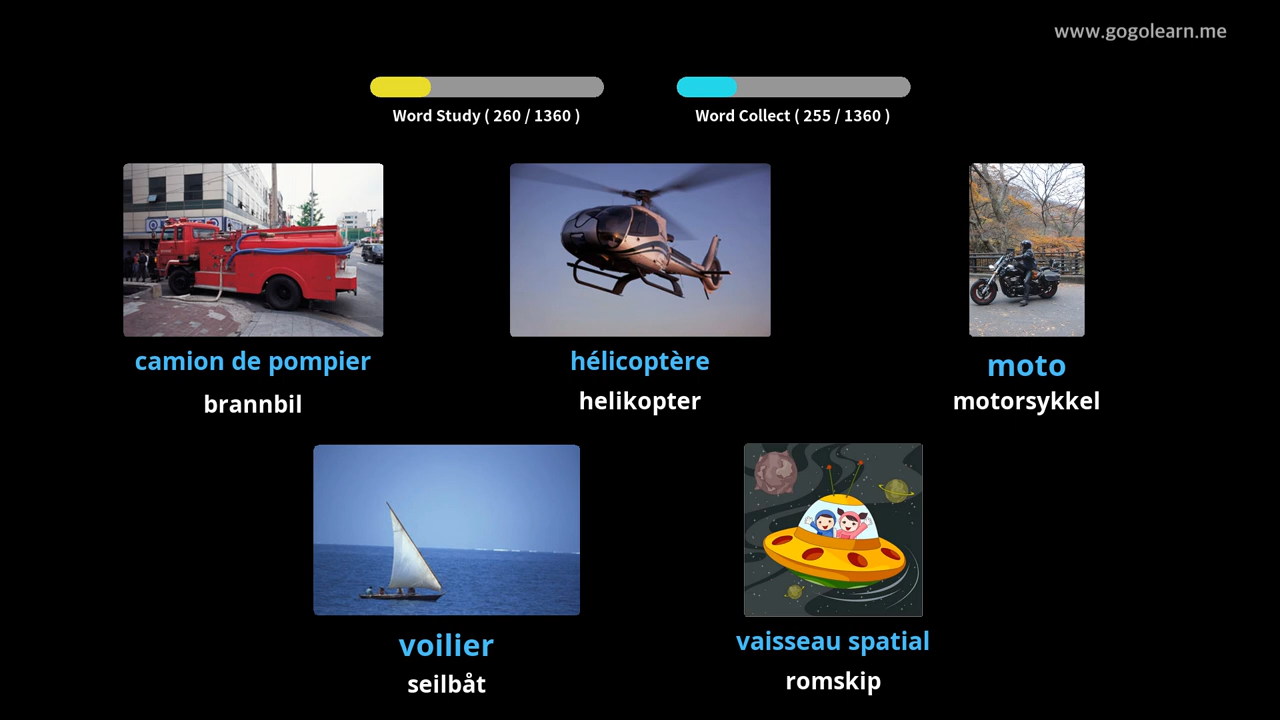 www.gogolearn.me
Word Study ( 260 / 1360 )
Word Collect ( 255 / 1360 )
camion de pompier
hélicoptère
moto
brannbil
helikopter
motorsykkel
voilier
vaisseau spatial
seilbåt
romskip